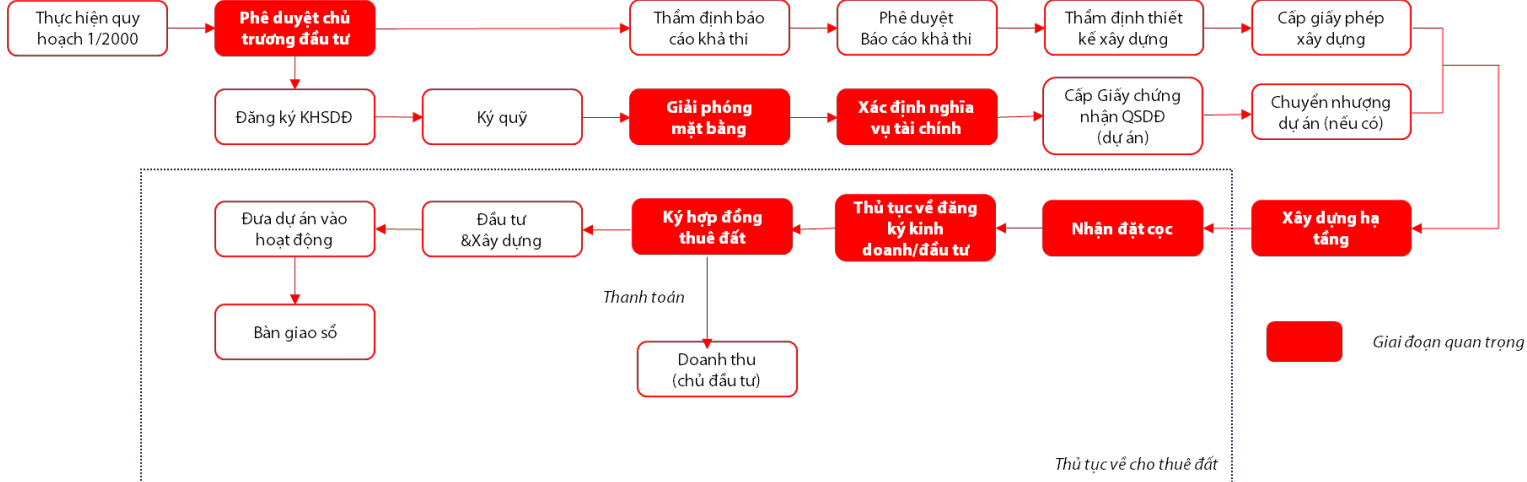 Thực hiện quy
hoạch 1/2000
Phê duyệt chủ
trương đầu tư
Thẩm định báo
cáo khả thi
Phê duyệt
Báo cáo khả thi
Thẩm định thiết
kế xây dựng
Cấp giấy phép
xây dựng
Đăng ký KHSDĐ
Ký quỹ
Giải phóng
mặt bằng
Xác định nghĩa
vụ tài chính
Cấp Giấy chứng
nhận QSDĐ
(dự án)
Chuyển nhượng
dự án (nếu có)
Đưa dự án vào
hoạt động
Đầu tư
&Xây dựng
Ký hợp đồng
thuê đất
Thủ tục về đăng
ký kinh
doanh/đầu tư
Nhận đặt cọc
Xây dựng hạ
tầng
Thanh toán
Bàn giao sổ
Doanh thu
(chủ đầu tư)
Giai đoạn quan trọng
Thủ tục về cho thuê đất